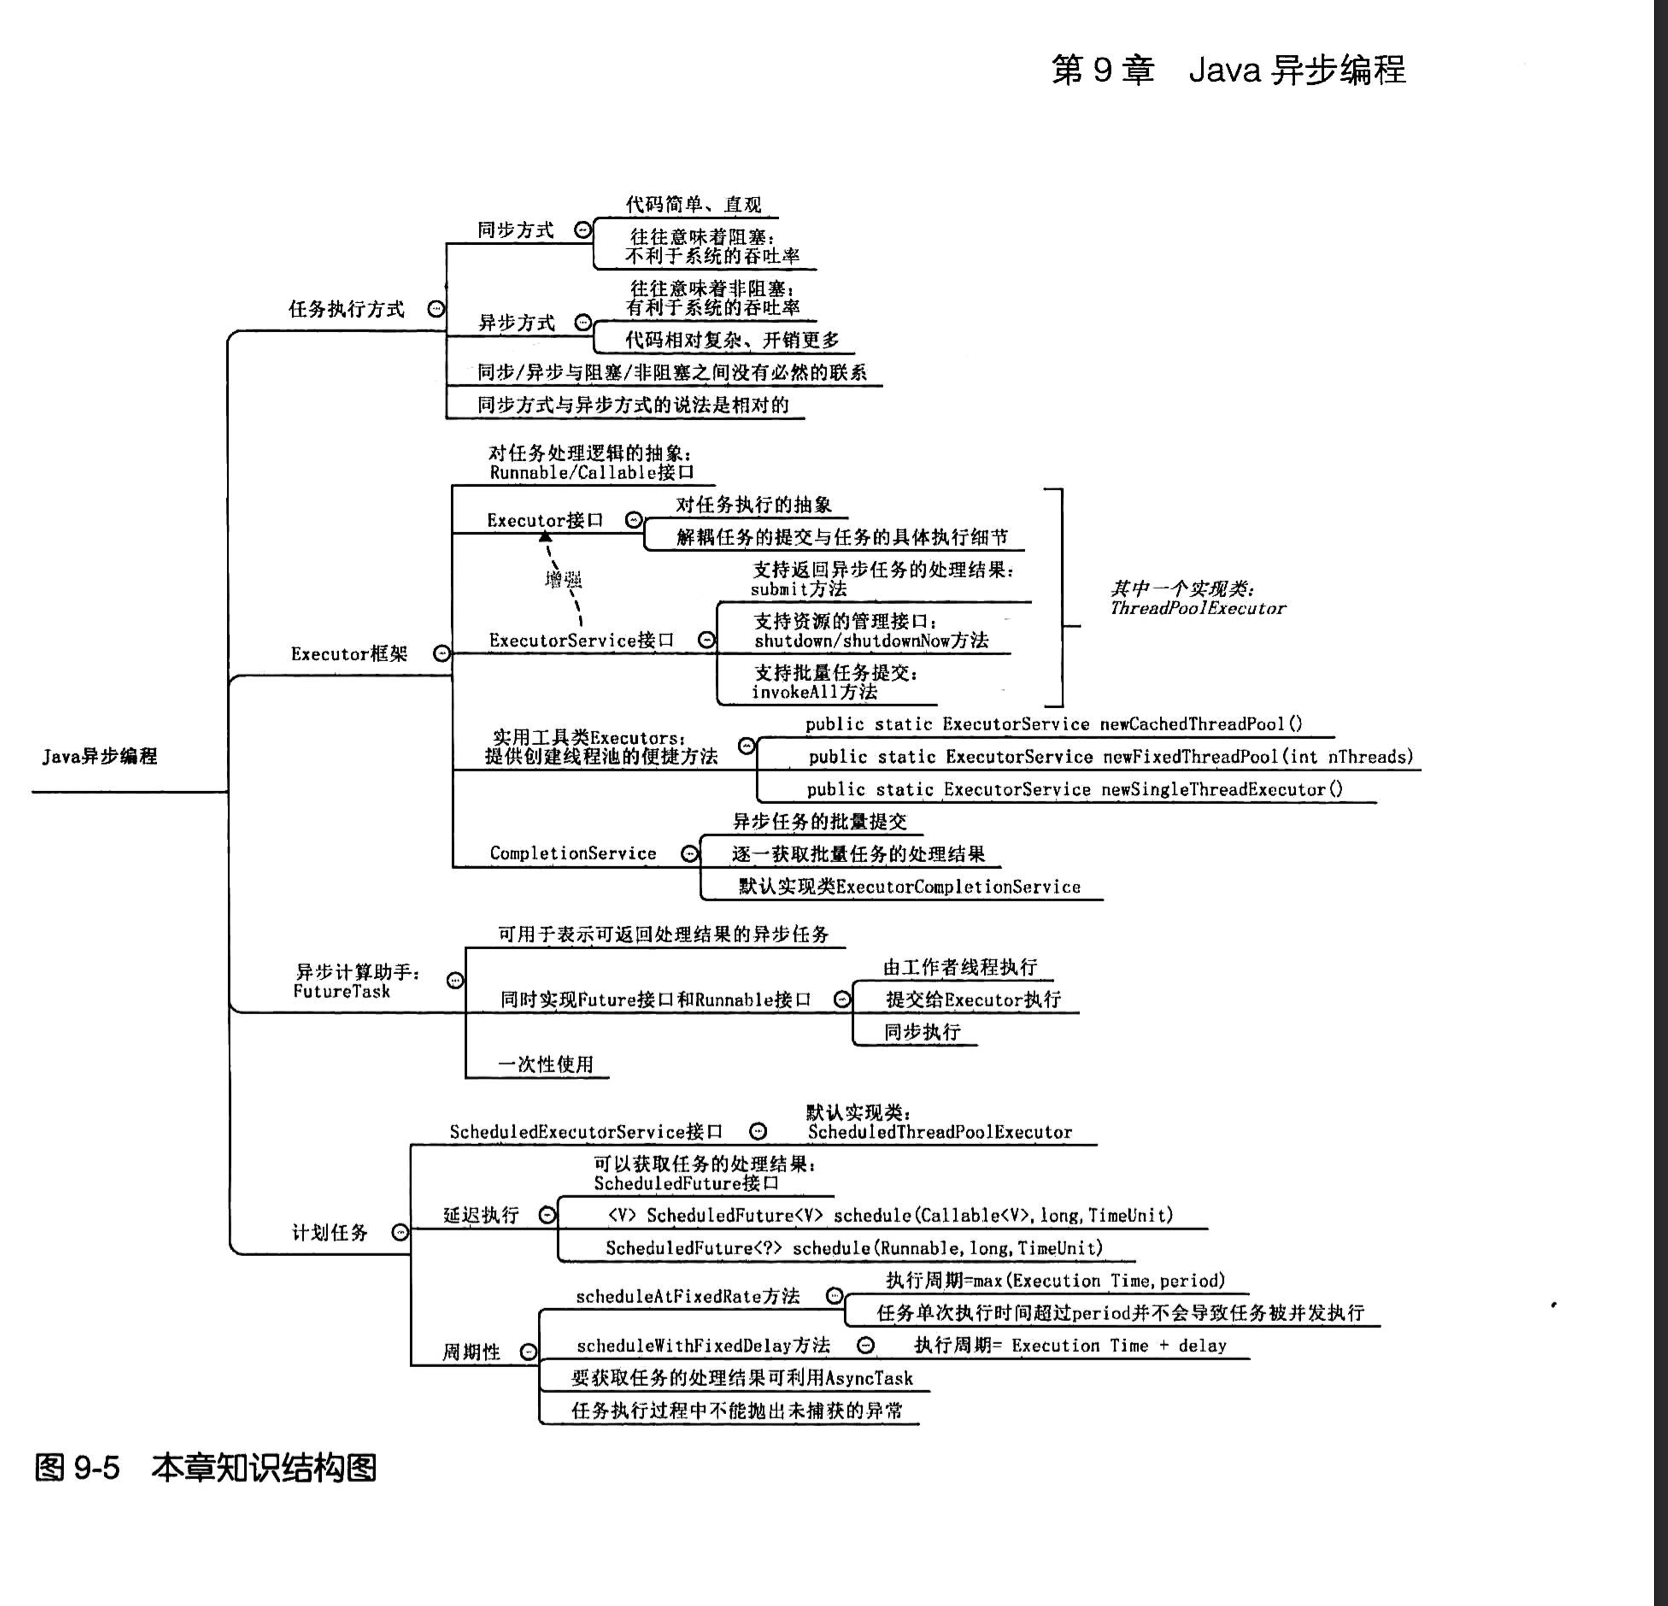 第 9 章 Java 异步编程
代码简单、直观
同步方式
往往意味着阻塞：
不利于系统的吞吐率
往往意味着非阻塞；
有利于系统的吞吐率
任务执行方式
异步方式
代码相对复杂、开销更多
同步/异步与阻塞/非阻塞之间没有必然的联系
同步方式与异步方式的说法是相对的
对任务处理逻辑的抽象：
Runnable/Callable接口
对任务执行的抽象
Executor接口
解耦任务的提交与任务的具体执行细节
增强
支持返回异步任务的处理结果：
submit方法
其中一个实现类：
ThreadPoolExecutor
支持资源的管理接口：
shutdown/shutdownNow方法
ExecutorService接口
Executor框架
支持批量任务提交：
invokeAll方法
public static ExecutorService newCachedThreadPool()
实用工具类Executors：
提供创建线程池的便捷方法
public static ExecutorService newFixedThreadPool(int nThreads)
Java异步编程
public static ExecutorService newSingleThreadExecutor()
异步任务的批量提交
CompletionService
逐一获取批量任务的处理结果
默认实现类ExecutorCompletionService
可用于表示可返回处理结果的异步任务
异步计算助手：
FutureTask
由工作者线程执行
同时实现Future接口和Runnable接口
提交给Executor执行
同步执行
一次性使用
默认实现类：
ScheduledExecutorService接口
ScheduledThreadPoolExecutor
可以获取任务的处理结果：
ScheduledFuture接口
延迟执行
<V> ScheduledFuture<V> schedule(Callable<V>,long,TimeUnit)
计划任务
ScheduledFuture<?> schedule(Runnable,long,TimeUnit)
执行周期=max(Execution Time,period)
scheduleAtFixedRate方法
任务单次执行时间超过period并不会导致任务被并发执行
周期性
scheduleWithFixedDelay方法
执行周期= Execution Time + delay
要获取任务的处理结果可利用AsyncTask
任务执行过程中不能抛出未捕获的异常
图 9-5 本章知识结构图